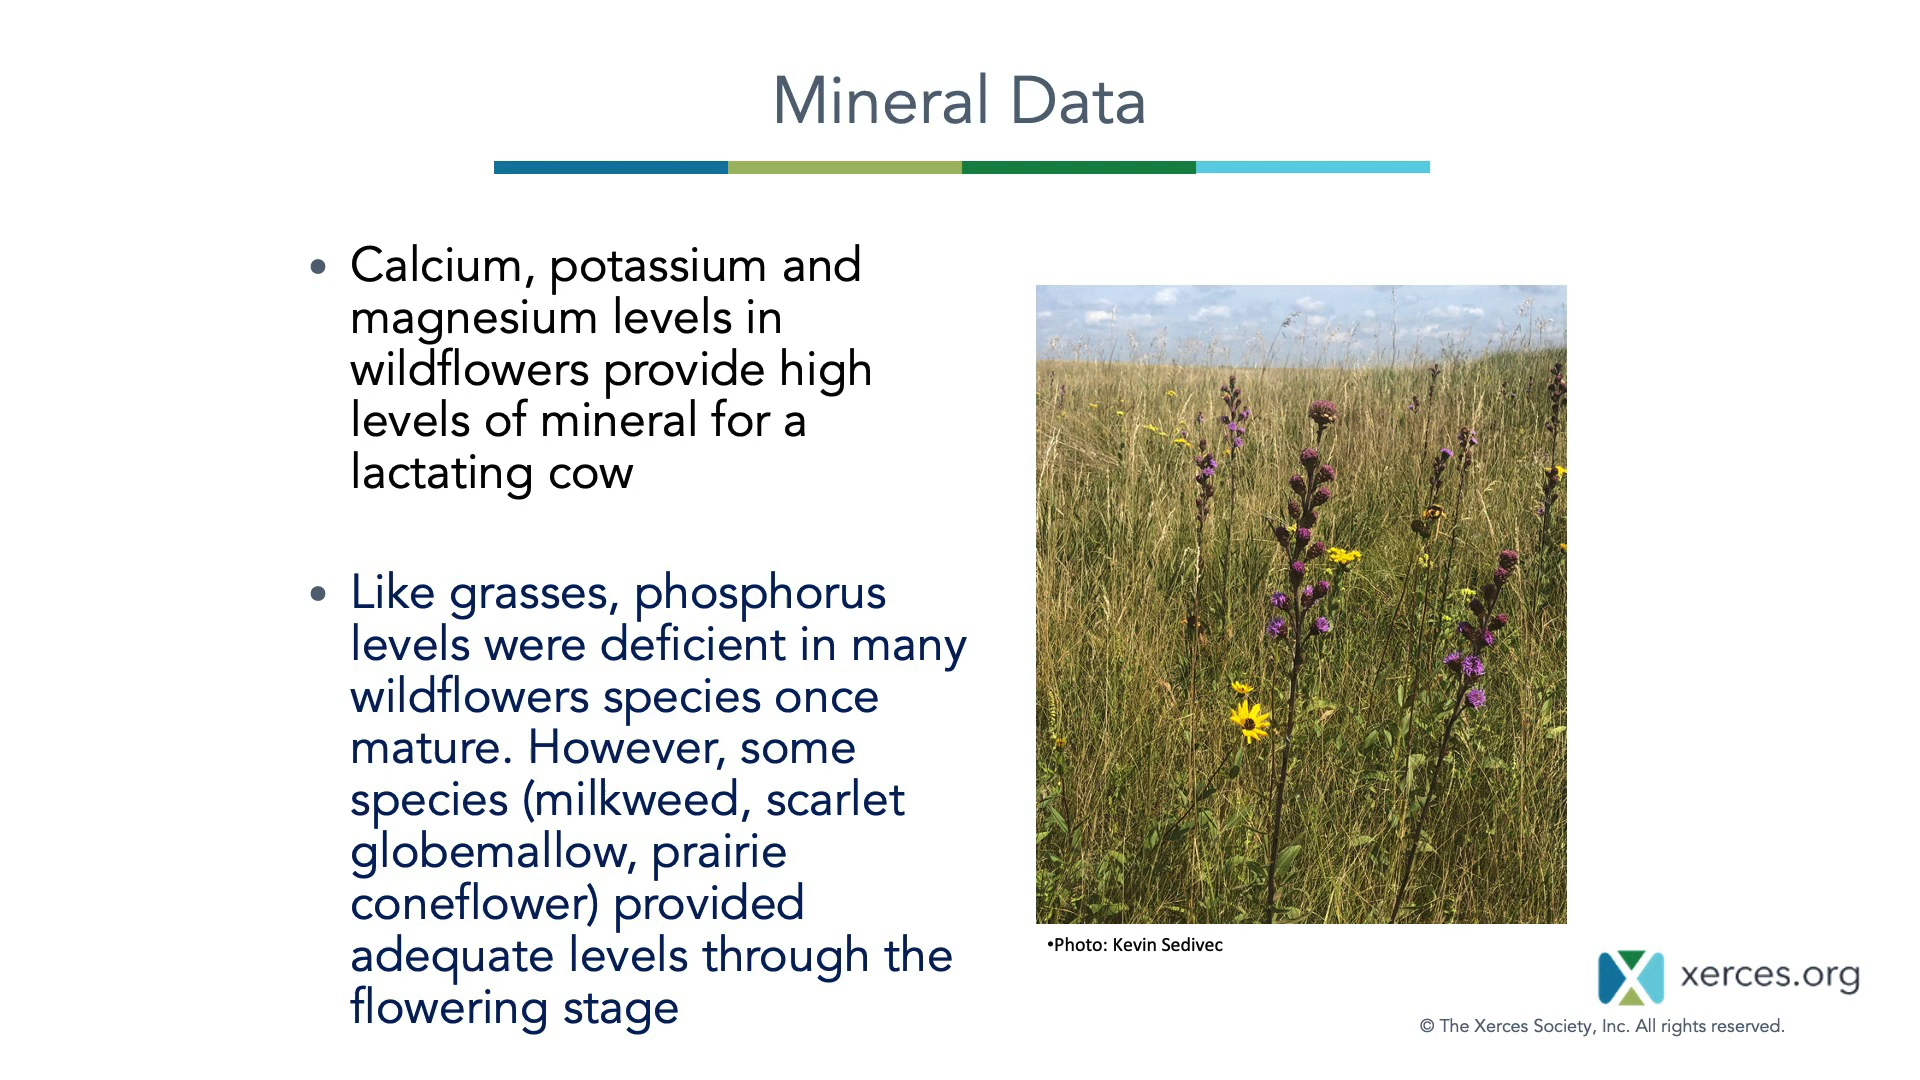 Mineral Data
• Calcium, potassium and
magnesium levels in
wildflowers provide high
levels of mineral for a
lactating cow
• Like grasses, phosphorus
levels were deficient in many
wildflowers species once
mature. However, some
species (milkweed, scarlet
globemallow, prairie
coneflower) provided
adequate levels through the
flowering stage
•Photo: Kevin Sedivec
xerces.org
© The Xerces Society, Inc. All rights reserved.